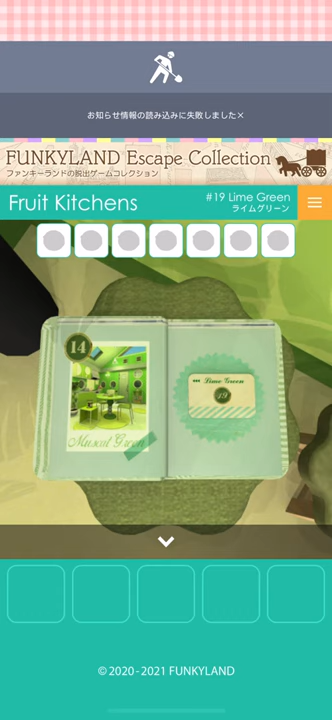 お知らせ情報の読み込みに失敗しました×
FUNKYLAND Escape Collection
ファンキーランドの脱出ゲームコレクション
Fruit Kitchens
#19 Lime Green
ライムグリーン
14
Muscat Green
Lime Green
19
© 2020-2021 FUNKYLAND